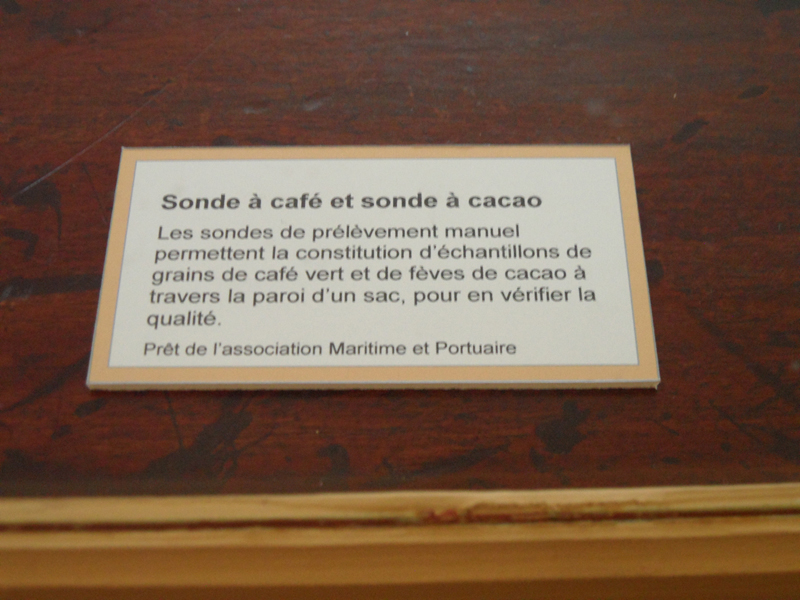 Sonde à café et sonde à cacao
Les sondes de prélèvement manuel
permettent la constitution d'échantillons de
grains de café vert et de fèves de cacao à
travers la paroi d'un sac, pour en vérifier la
qualité.
Prêt de l'association Maritime et Portuaire